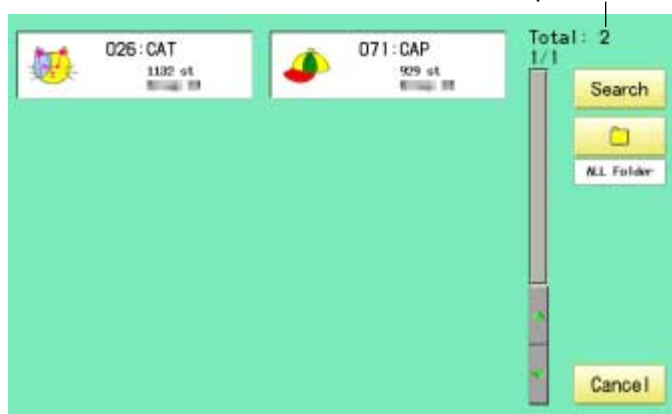 Total: 2
1/1
026:CAT
1132 st
071:CAP
929 st
Search
ALL Folder
Cancel